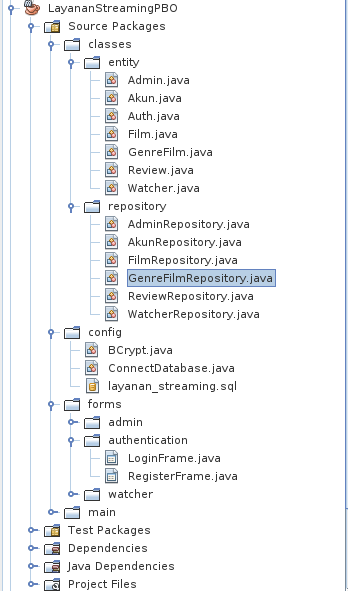 LayananStreamingPBO
Source Packages
classes
entity
Admin.java
Akun.java
Auth.java
Film.java
GenreFilm.java
Review.java
Watcher.java
repository
AdminRepository.java
AkunRepository.java
FilmRepository.java
GenreFilmRepository.java
ReviewRepository.java
WatcherRepository.java
config
BCrypt.java
ConnectDatabase.java
layanan_streaming.sql
forms
admin
authentication
LoginFrame.java
RegisterFrame.java
watcher
main
Test Packages
Dependencies
Java Dependencies
Project Files